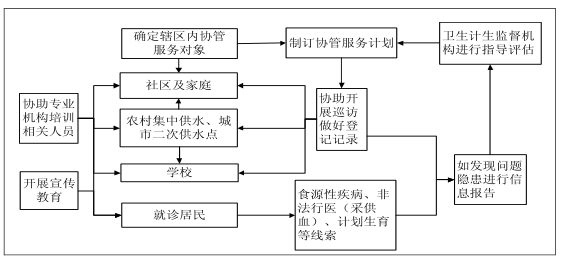 确定辖区内协管
服务对象
制订协管服务计划
卫生计生监督机
构进行指导评估
社区及家庭
协助专业
机构培训
相关人员
农村集中供水、城
市二次供水点
协助开
展巡访
做好登
记记录
学校
如发现问题
隐患进行信
息报告
开展宣传
教育
就诊居民
食源性疾病、非
法行医（采供
血）、计划生育
等线索